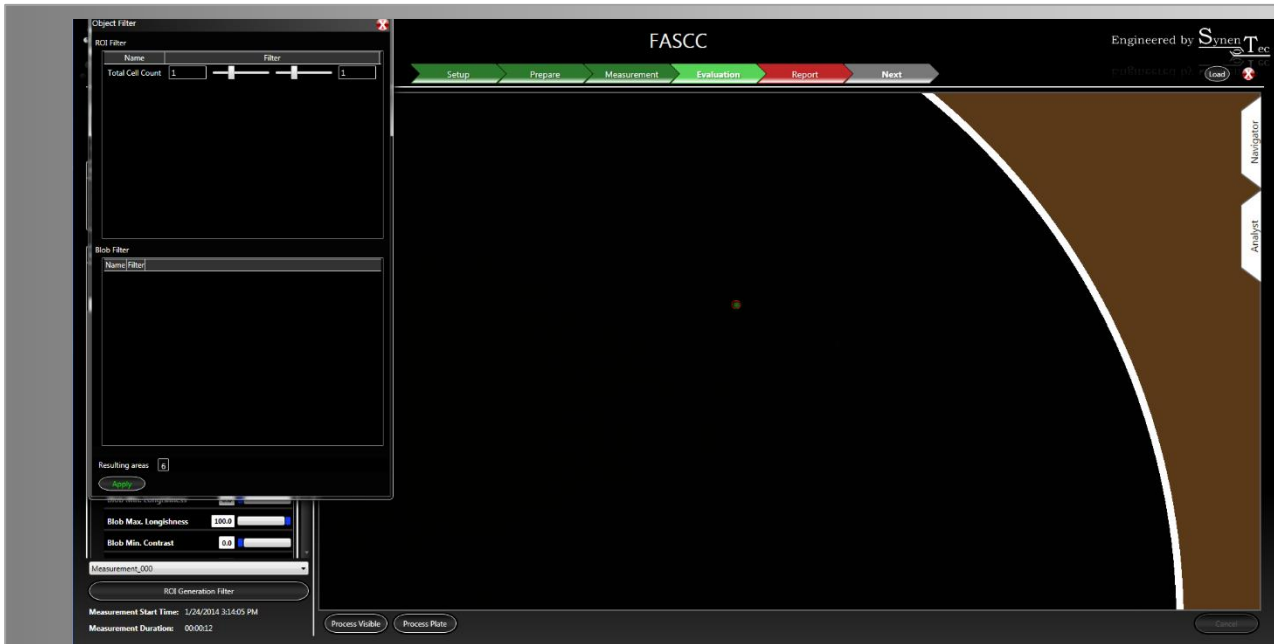 Object Filter
FASCC
Engineered by SynenTec
ROI Filter
Name Filter
Total Cell Count 1 1
Setup Prepare Measurement Evaluation Report Next
Load
Navigator
Analyst
Blob Filter
Name Filter
Resulting areas 6
Apply
Blob Max. Longishness 100.0
Blob Min. Contrast 0.0
Measurement_000
ROI Generation Filter
Measurement Start Time: 1/24/2014 3:14:05 PM
Measurement Duration: 00:00:12
Process Visible Process Plate Cancel